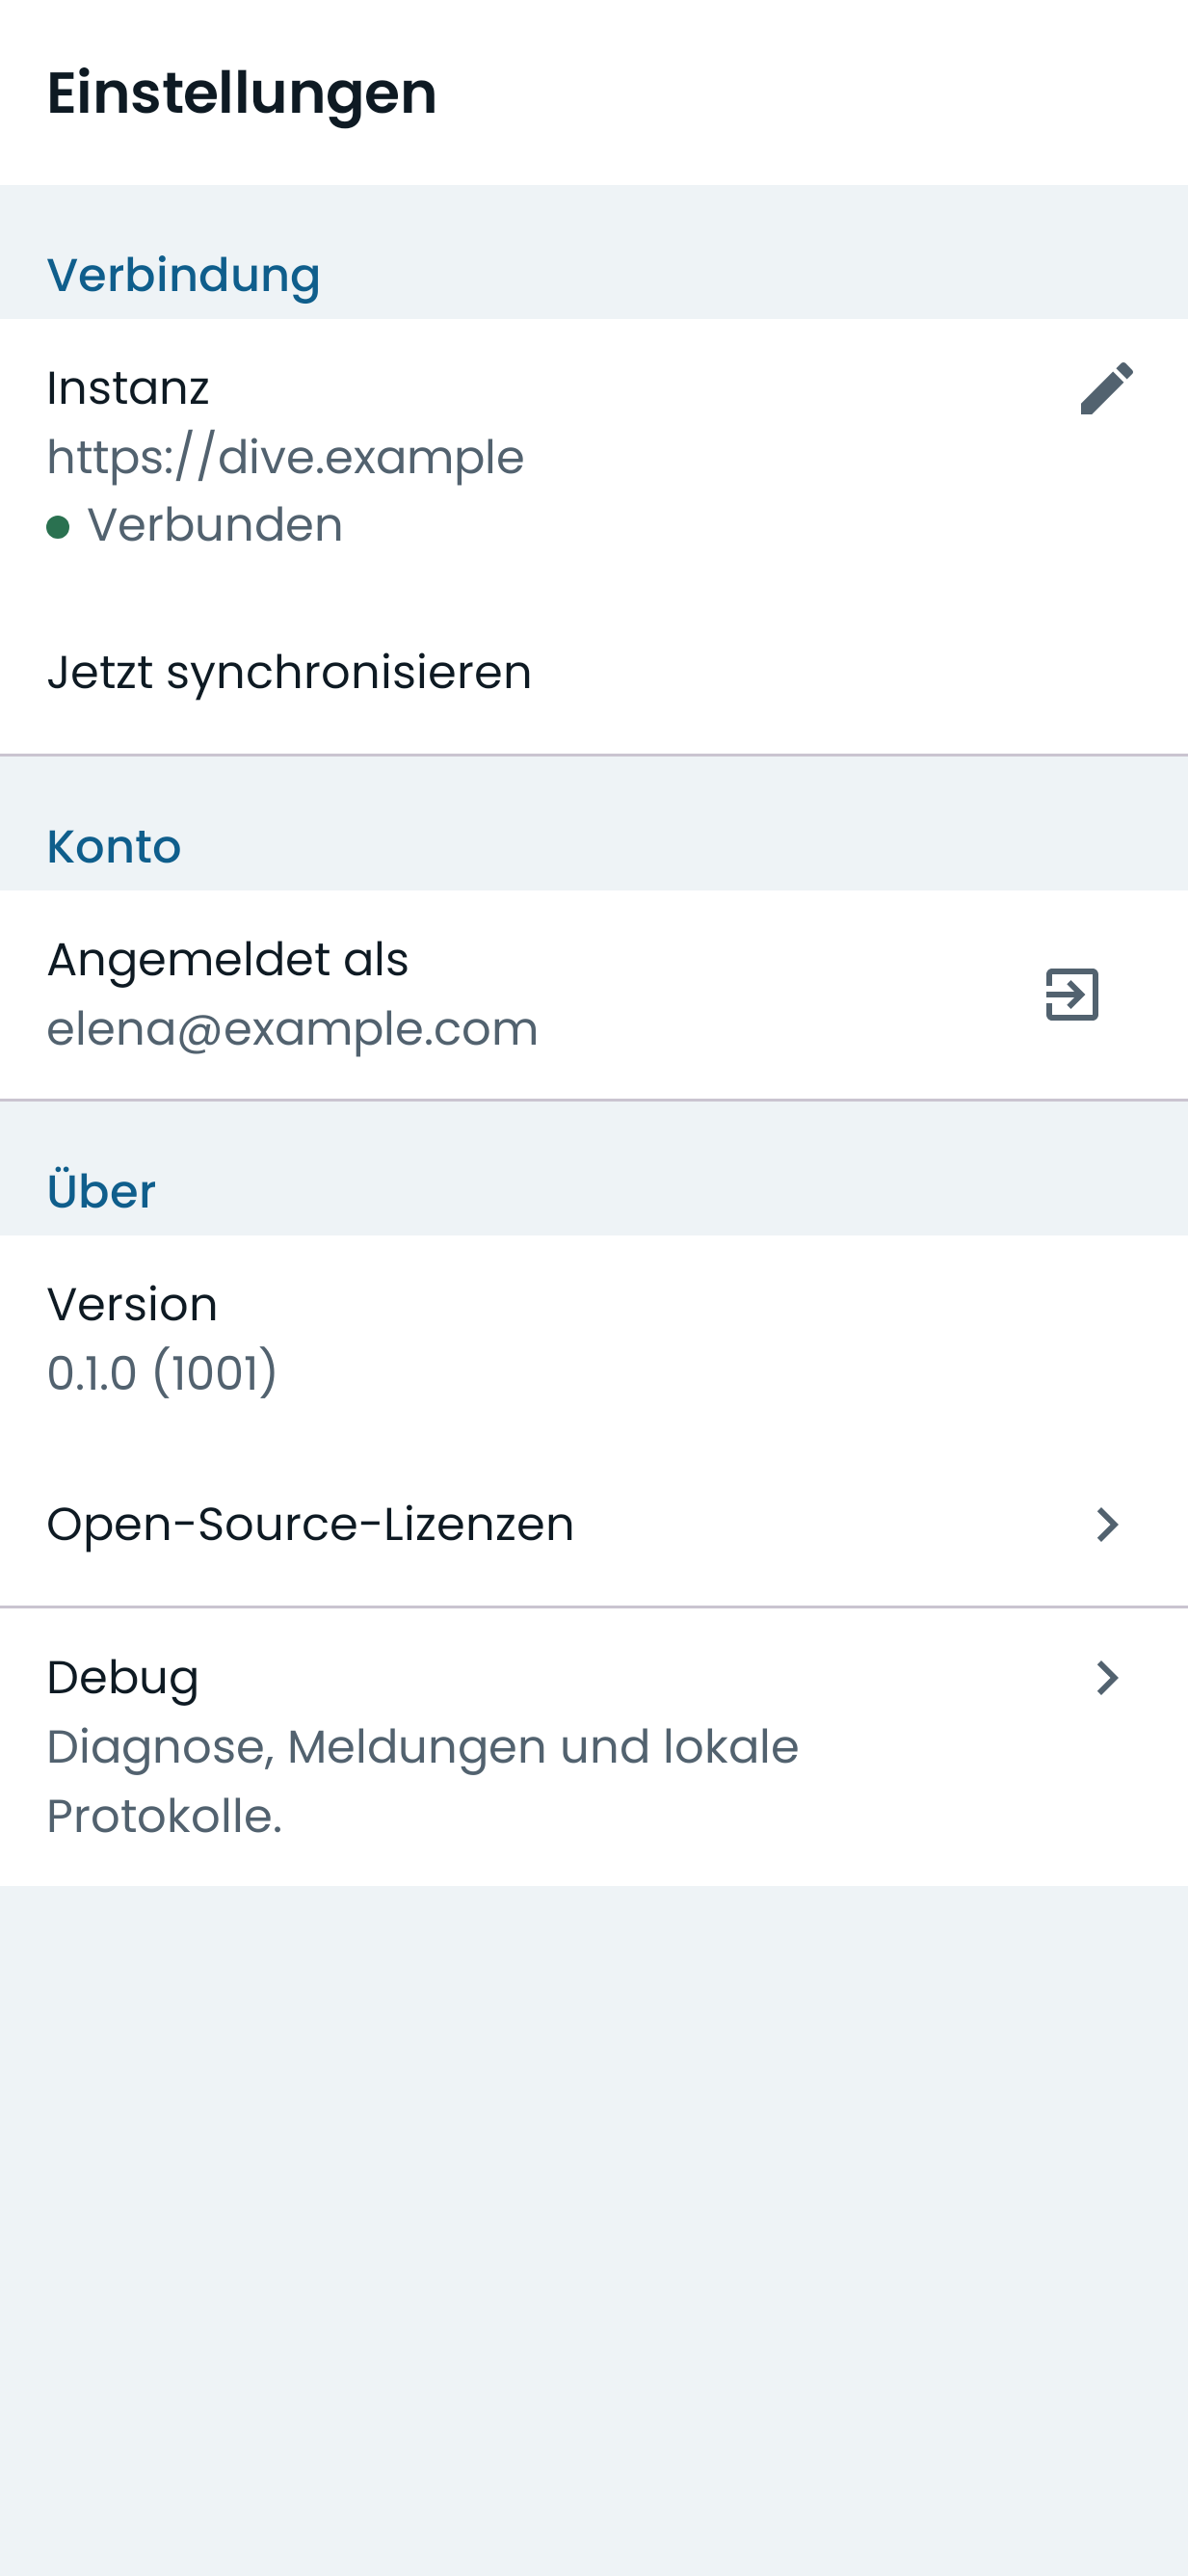 Einstellungen
Verbindung
Instanz
https://dive.example
Verbunden
Jetzt synchronisieren
Konto
Angemeldet als
elena@example.com
Über
Version
0.1.0 (1001)
Open-Source-Lizenzen
Debug
Diagnose, Meldungen und lokale
Protokolle.